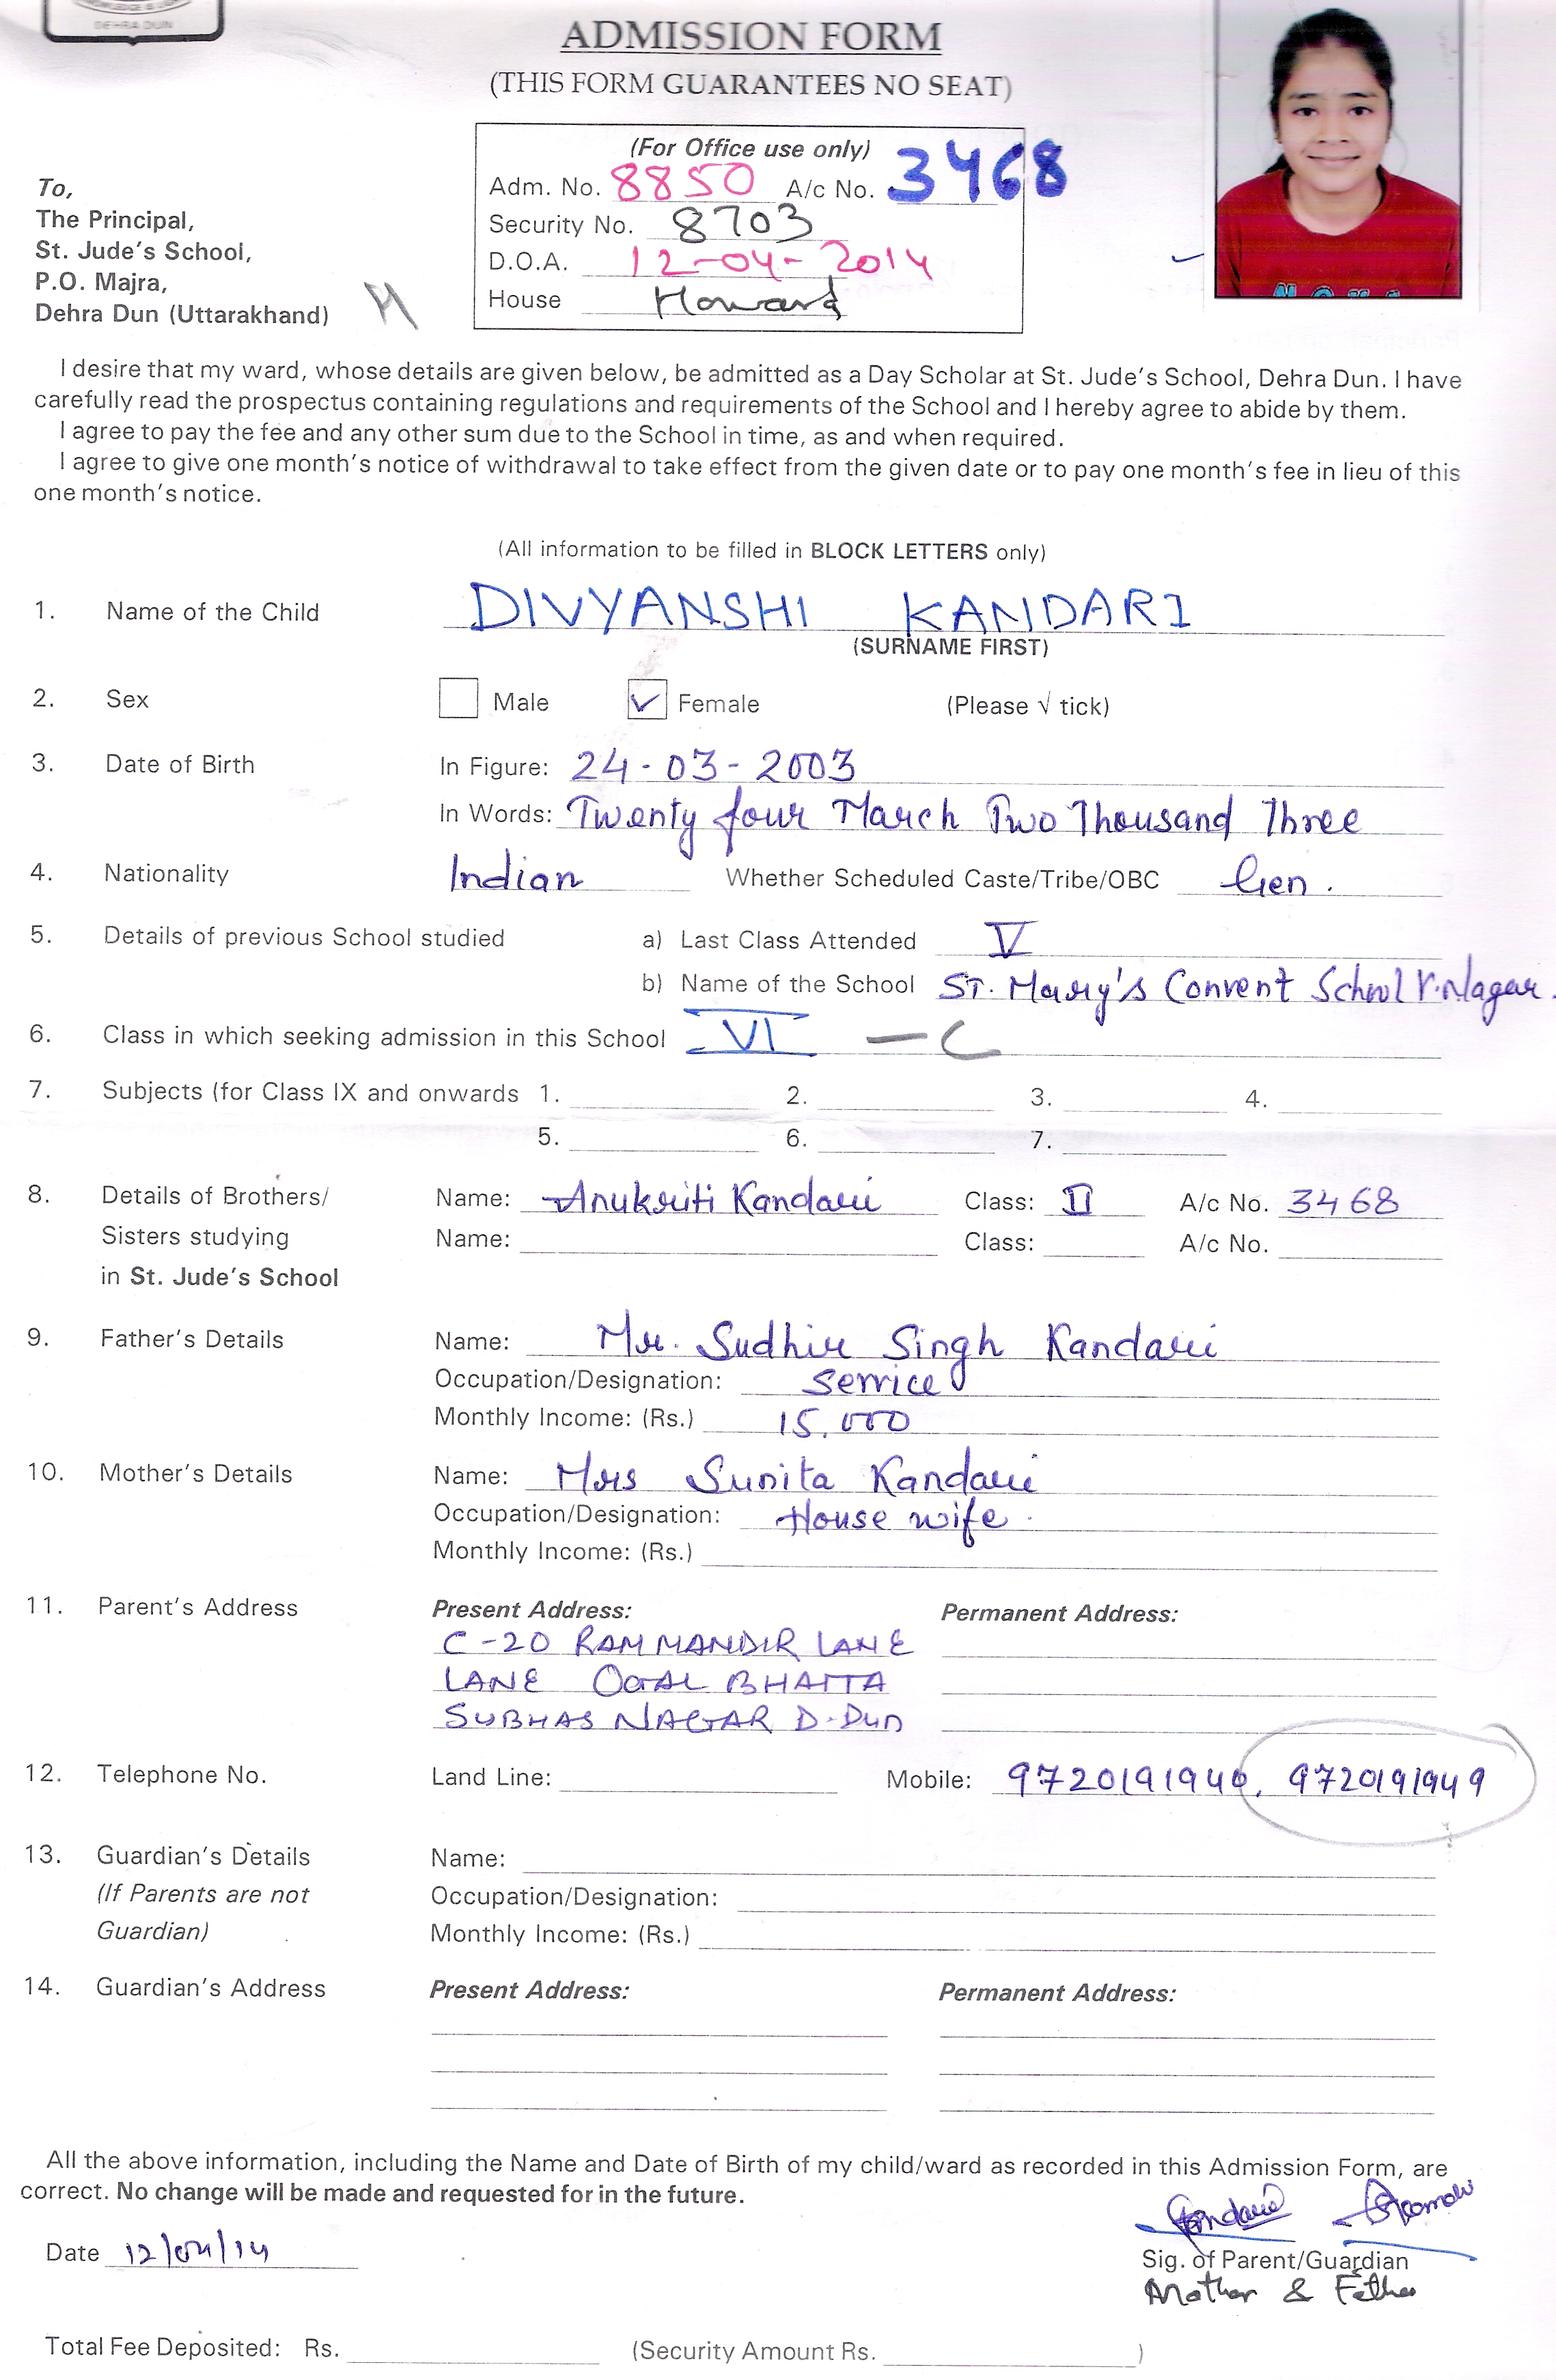 DEHRA DUN
ADMISSION FORM
(THIS FORM GUARANTEES NO SEAT)
(For Office use only)
Adm. No. 8850 A/c No. 3468
Security No. 8703
D.O.A. 12-04-2014
House Howard
To,
The Principal,
St. Jude's School,
P.O. Majra,
Dehra Dun (Uttarakhand)
I desire that my ward, whose details are given below, be admitted as a Day Scholar at St. Jude's School, Dehra Dun. I have
carefully read the prospectus containing regulations and requirements of the School and I hereby agree to abide by them.
I agree to pay the fee and any other sum due to the School in time, as and when required.
I agree to give one month's notice of withdrawal to take effect from the given date or to pay one month's fee in lieu of this
one month's notice.
(All information to be filled in BLOCK LETTERS only)
1. Name of the Child DIVYANSHI KANDARI
(SURNAME FIRST)
2. Sex Male ✓ Female (Please √ tick)
3. Date of Birth In Figure: 24-03-2003
In Words: Twenty four March Two Thousand Three
4. Nationality Indian Whether Scheduled Caste/Tribe/OBC Gen.
5. Details of previous School studied a) Last Class Attended V
b) Name of the School ST. Mary's Convent School V.Nagar.
6. Class in which seeking admission in this School VI — C
7. Subjects (for Class IX and onwards 1. 2. 3. 4.
5. 6. 7.
8. Details of Brothers/ Name: Anukriti Kandari Class: II A/c No. 3468
Sisters studying Name: Class: A/c No.
in St. Jude's School
9. Father's Details Name: Mr. Sudhir Singh Kandari
Occupation/Designation: Service
Monthly Income: (Rs.) 15,000
10. Mother's Details Name: Mrs Sunita Kandari
Occupation/Designation: House wife.
Monthly Income: (Rs.)
11. Parent's Address Present Address: Permanent Address:
C-20 RAM MANDIR LANE
LANE OGAL BHATTA
SUBHAS NAGAR D-Dun
12. Telephone No. Land Line: Mobile: 9720191940, 9720191949
13. Guardian's Details Name:
(If Parents are not Occupation/Designation:
Guardian) Monthly Income: (Rs.)
14. Guardian's Address Present Address: Permanent Address:
All the above information, including the Name and Date of Birth of my child/ward as recorded in this Admission Form, are
correct. No change will be made and requested for in the future.
Date 12/04/14
Sig. of Parent/Guardian
Mother & Father
Total Fee Deposited: Rs. (Security Amount Rs. )